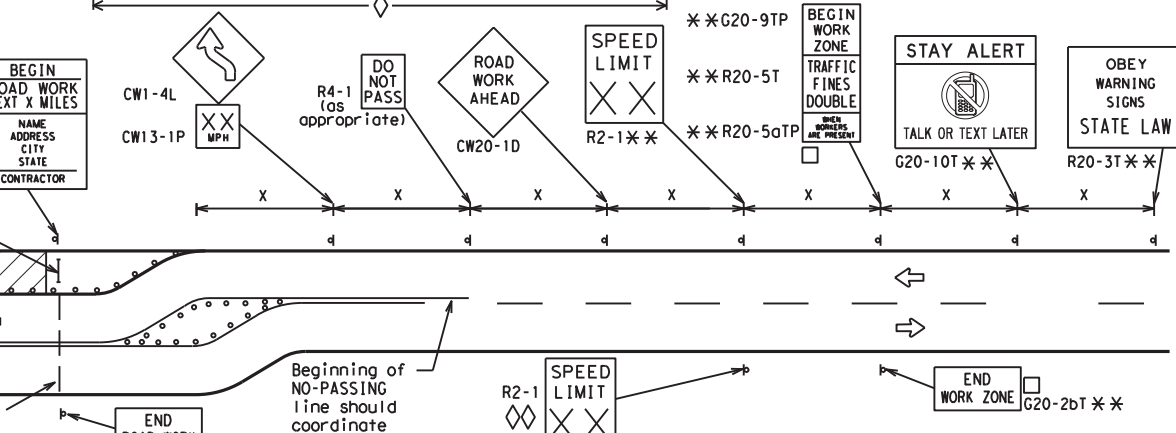 BEGIN
ROAD WORK
NEXT X MILES
NAME
ADDRESS
CITY
STATE
CONTRACTOR
CW1-4L
CW13-1P
XX
MPH
R4-1
(as
appropriate)
DO
NOT
PASS
ROAD
WORK
AHEAD
CW20-1D
SPEED
LIMIT
X X
R2-1**
**G20-9TP
**R20-5T
**R20-5aTP
BEGIN
WORK
ZONE
TRAFFIC
FINES
DOUBLE
WHEN
WORKERS
ARE PRESENT
STAY ALERT
TALK OR TEXT LATER
G20-10T **
OBEY
WARNING
SIGNS
STATE LAW
R20-3T **
X X X X X X X
Beginning of
NO-PASSING
line should
coordinate
R2-1
SPEED
LIMIT
X X
END
WORK ZONE
G20-2bT **
END
ROAD WORK